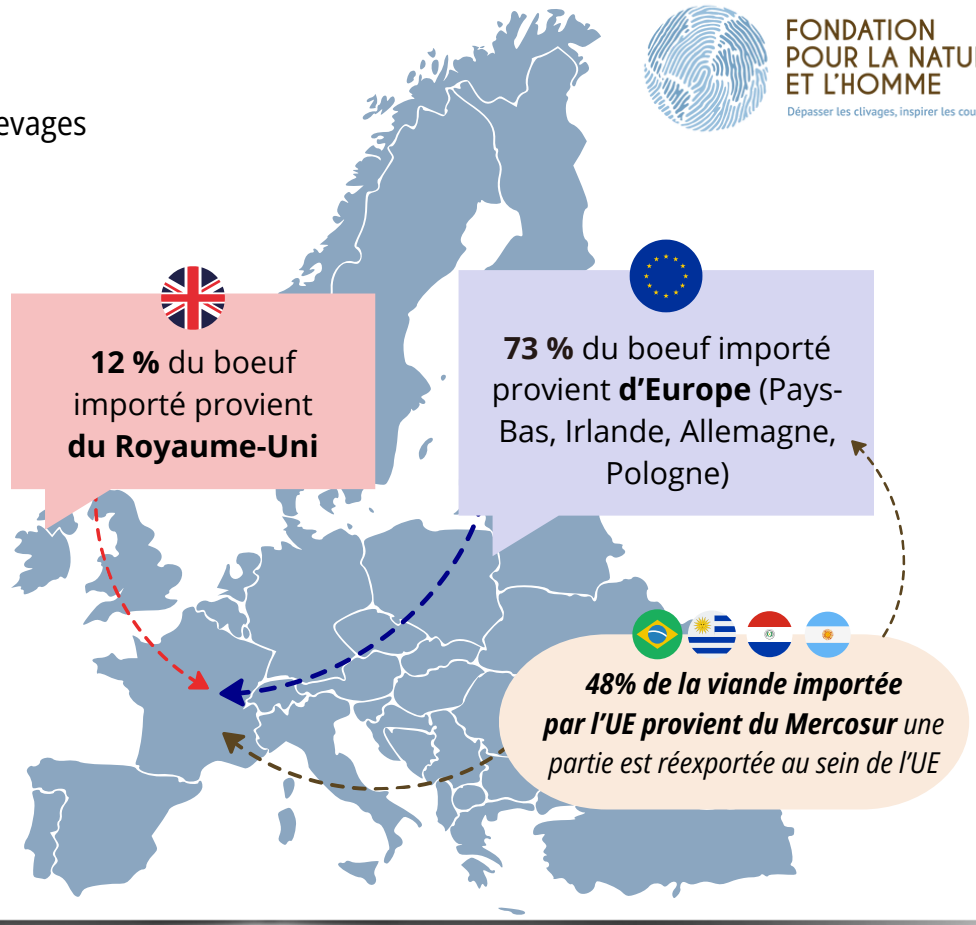 FONDATION
POUR LA NATU
ET L'HOMME
Dépasser les clivages, inspirer les cou
evages
12 % du boeuf
importé provient
du Royaume-Uni
73 % du boeuf importé
provient d'Europe (Pays-
Bas, Irlande, Allemagne,
Pologne)
48% de la viande importée
par l'UE provient du Mercosur une
partie est réexportée au sein de l'UE